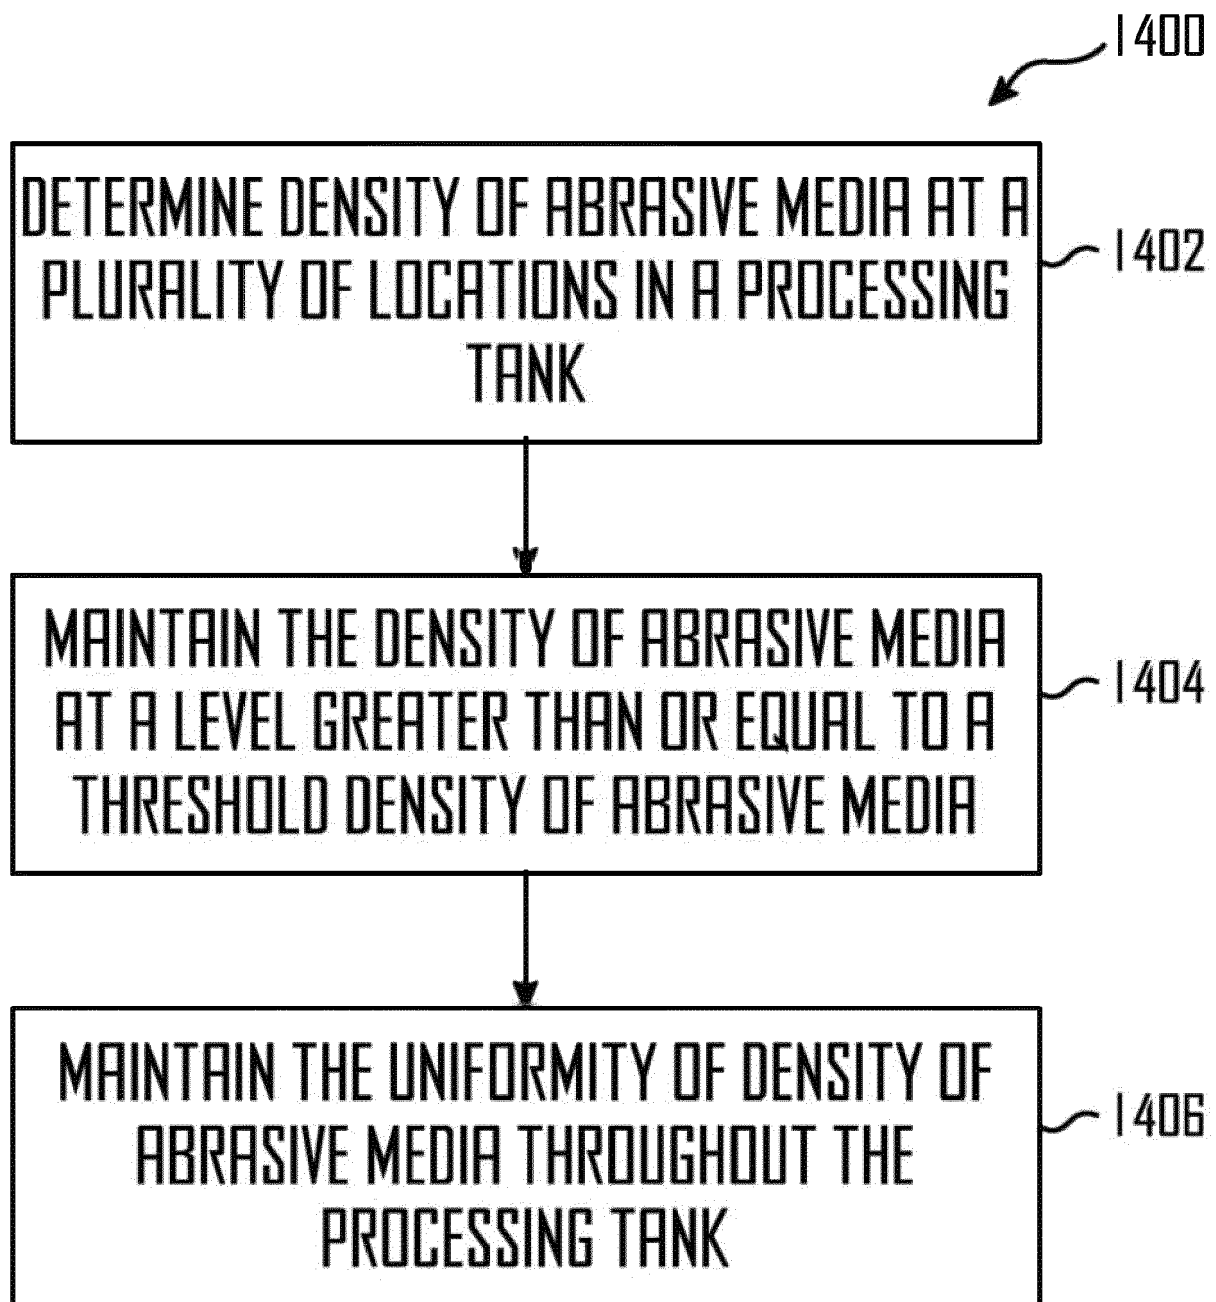 1400
DETERMINE DENSITY OF ABRASIVE MEDIA AT A
PLURALITY OF LOCATIONS IN A PROCESSING
TANK
1402
MAINTAIN THE DENSITY OF ABRASIVE MEDIA
AT A LEVEL GREATER THAN OR EQUAL TO A
THRESHOLD DENSITY OF ABRASIVE MEDIA
1404
MAINTAIN THE UNIFORMITY OF DENSITY OF
ABRASIVE MEDIA THROUGHOUT THE
PROCESSING TANK
1406